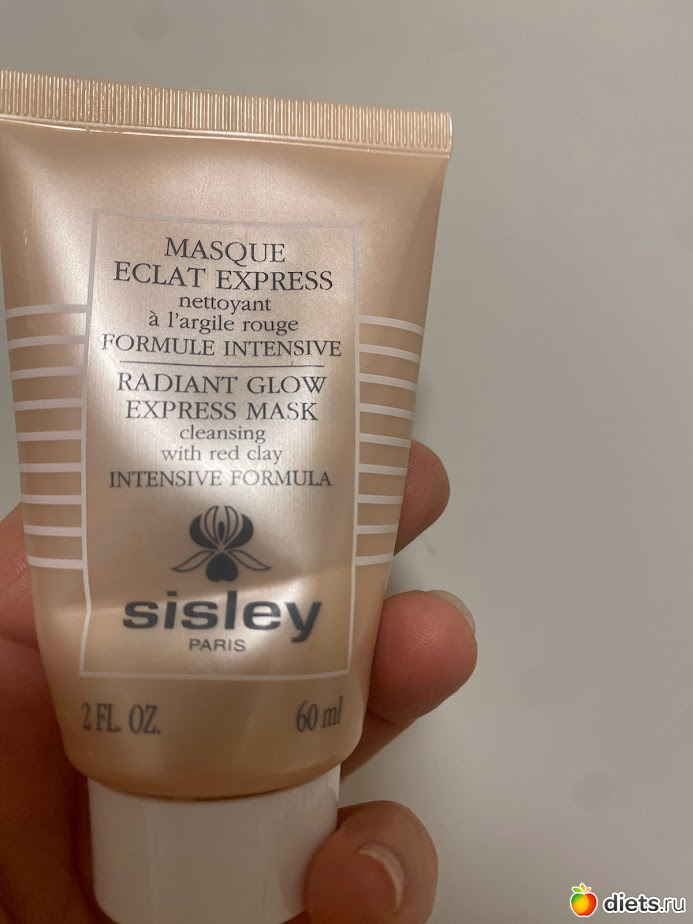 MASQUE
ECLAT EXPRESS
nettoyant
à l'argile rouge
FORMULE INTENSIVE
RADIANT GLOW
EXPRESS MASK
cleansing
with red clay
INTENSIVE FORMULA
sisley
PARIS
2 FL. OZ. 60 ml
diets.ru